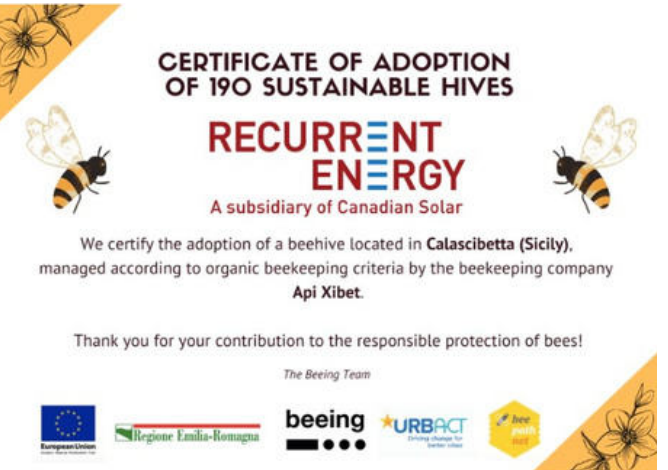 CERTIFICATE OF ADOPTION
OF 190 SUSTAINABLE HIVES
RECURRENT
ENERGY
A subsidiary of Canadian Solar
We certify the adoption of a beehive located in Calascibetta (Sicily),
managed according to organic beekeeping criteria by the beekeeping company
Api Xibet.
Thank you for your contribution to the responsible protection of bees!
The Beeing Team
European Union
Regione Emilia-Romagna
beeing
URBACT
Driving change for
better cities
bee
path
net